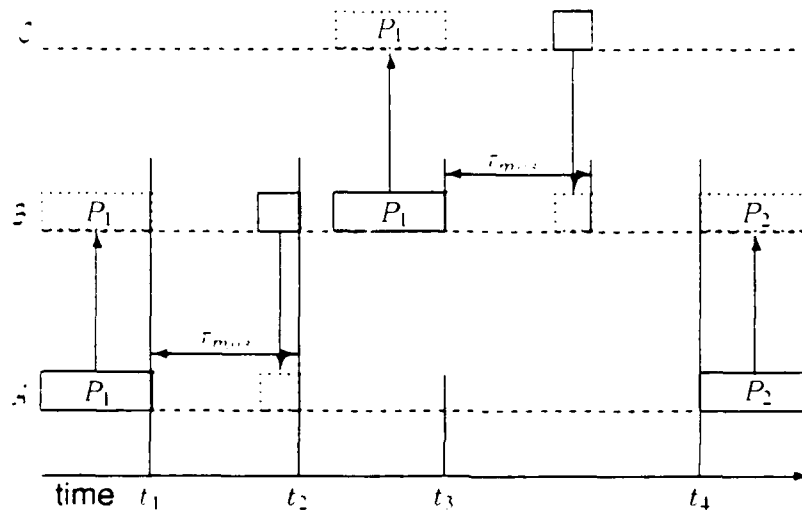 P₁
τ
P₁ P₁ P₂
τ
P₁ P₂
time t₁ t₂ t₃ t₄